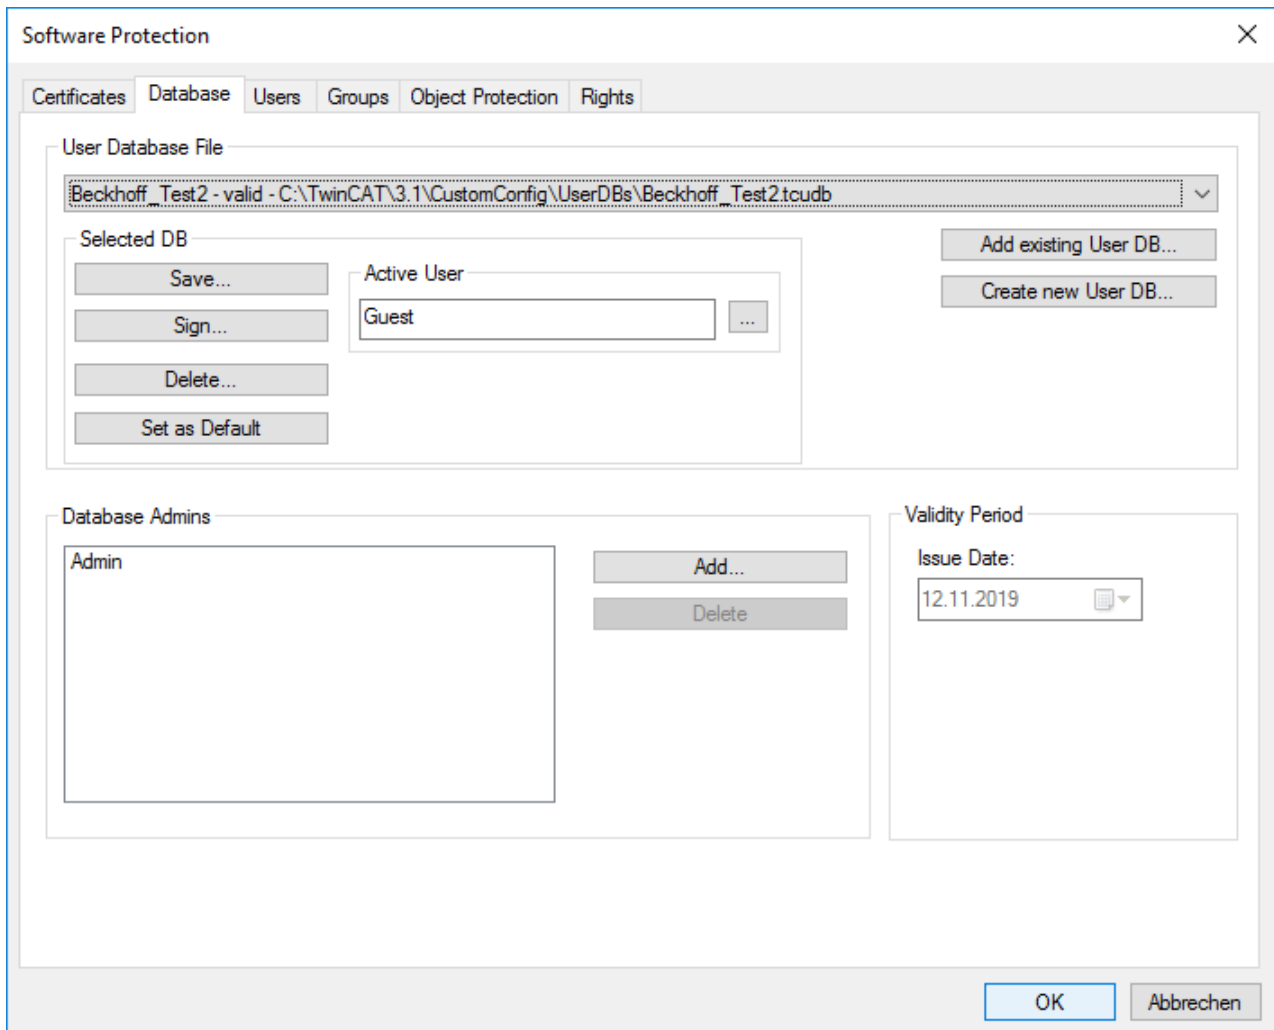 Software Protection
Certificates Database Users Groups Object Protection Rights
User Database File
Beckhoff_Test2 - valid - C:\TwinCAT\3.1\CustomConfig\UserDBs\Beckhoff_Test2.tcudb
Selected DB
Save...
Sign...
Delete...
Set as Default
Active User
Guest
...
Add existing User DB...
Create new User DB...
Database Admins
Admin
Add...
Delete
Validity Period
Issue Date:
12.11.2019
OK Abbrechen